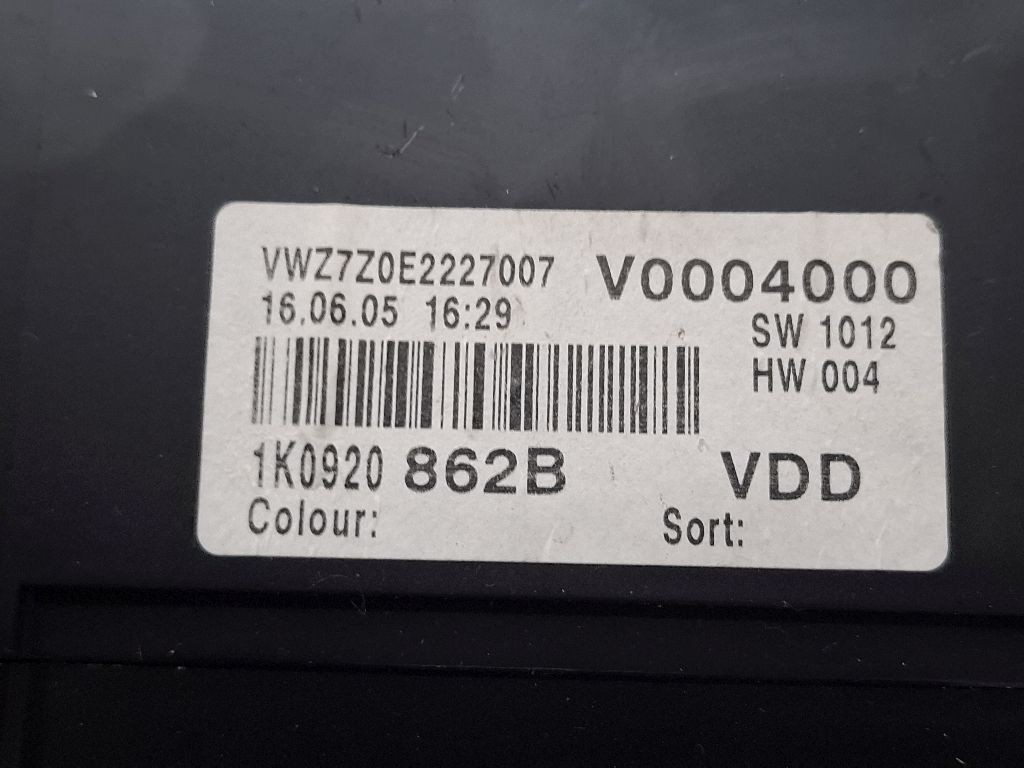 VWZ7Z0E2227007 V0004000
16.06.05 16:29 SW 1012
HW 004
1K0920 862B VDD
Colour: Sort: